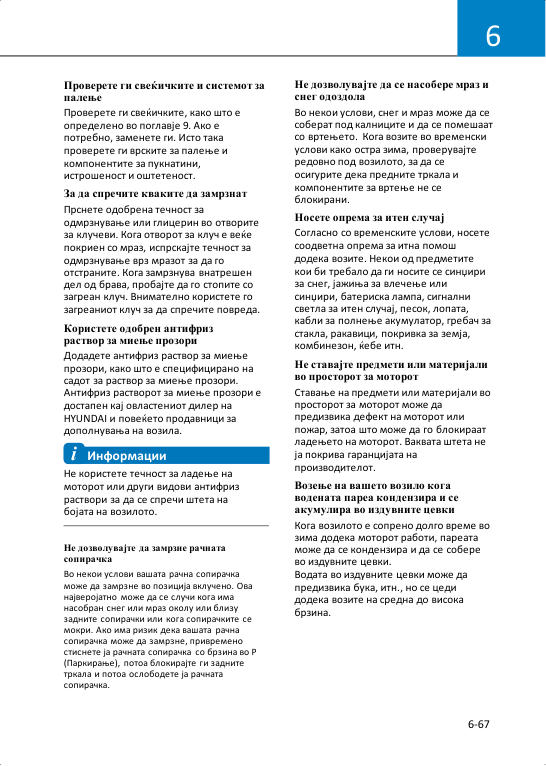 6
Проверете ги свеќичките и системот за
палење
Проверете ги свеќичките, како што е
определено во поглавје 9. Ако е
потребно, заменете ги. Исто така
проверете ги врските за палење и
компонентите за пукнатини,
истрошеност и оштетеност.
За да спречите кваките да замрзнат
Прснете одобрена течност за
одмрзнување или глицерин во отворите
за клучеви. Кога отворот за клуч е веќе
покриен со мраз, испрскајте течност за
одмрзнување врз мразот за да го
отстраните. Кога замрзнува внатрешен
дел од брава, пробајте да го стопите со
загреан клуч. Внимателно користете го
загреаниот клуч за да спречите повреда.
Користете одобрен антифриз
раствор за миење прозори
Додадете антифриз раствор за миење
прозори, како што е специфицирано на
садот за раствор за миење прозори.
Антифриз растворот за миење прозори е
достапен кај овластениот дилер на
HYUNDAI и повеќето продавници за
дополнувања на возила.
i Информации
Не користете течност за ладење на
моторот или други видови антифриз
раствори за да се спречи штета на
бојата на возилото.
Не дозволувајте да замрзне рачната
сопирачка
Во некои услови вашата рачна сопирачка
може да замрзне во позиција вклучено. Ова
најверојатно може да се случи кога има
насобран снег или мраз околу или близу
задните сопирачки или кога сопирачките се
мокри. Ако има ризик дека вашата рачна
сопирачка може да замрзне, привремено
стиснете ја рачната сопирачка со брзина во P
(Паркирање), потоа блокирајте ги задните
тркала и потоа ослободете ја рачната
сопирачка.
Не дозволувајте да се насобере мраз и
снег одоздола
Во некои услови, снег и мраз може да се
соберат под калниците и да се помешаат
со вртењето. Кога возите во временски
услови како остра зима, проверувајте
редовно под возилото, за да се
осигурите дека предните тркала и
компонентите за вртење не се
блокирани.
Носете опрема за итен случај
Согласно со временските услови, носете
соодветна опрема за итна помош
додека возите. Некои од предметите
кои би требало да ги носите се синџири
за снег, јажиња за влечење или
синџири, батериска лампа, сигнални
светла за итен случај, песок, лопата,
кабли за полнење акумулатор, гребач за
стакла, ракавици, покривка за земја,
комбинезон, ќебе итн.
Не ставајте предмети или материјали
во просторот за моторот
Ставање на предмети или материјали во
просторот за моторот може да
предизвика дефект на моторот или
пожар, затоа што може да го блокираат
ладењето на моторот. Ваквата штета не
ја покрива гаранцијата на
производителот.
Возење на вашето возило кога
водената пареа кондензира и се
акумулира во издувните цевки
Кога возилото е сопрено долго време во
зима додека моторот работи, пареата
може да се кондензира и да се собере
во издувните цевки.
Водата во издувните цевки може да
предизвика бука, итн., но се цеди
додека возите на средна до висока
брзина.
6-67